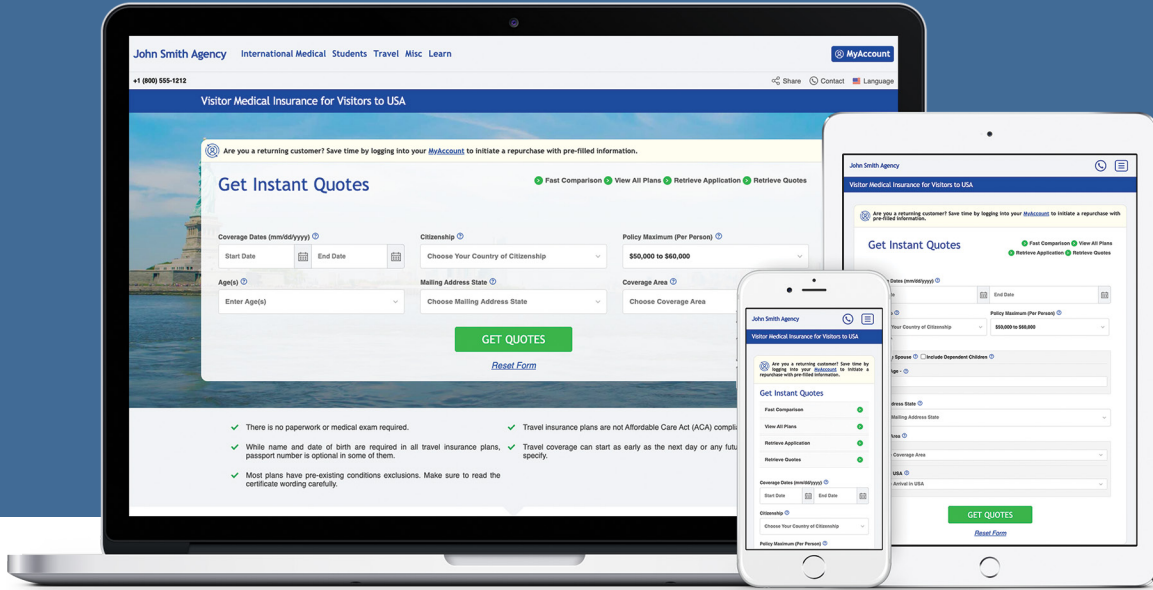 John Smith Agency International Medical Students Travel Misc Learn MyAccount
+1 (800) 555-1212 Share Contact Language
Visitor Medical Insurance for Visitors to USA
Are you a returning customer? Save time by logging into your MyAccount to initiate a repurchase with pre-filled information.
Get Instant Quotes
Fast Comparison View All Plans Retrieve Application Retrieve Quotes
Coverage Dates (mm/dd/yyyy) Citizenship Policy Maximum (Per Person)
Start Date End Date Choose Your Country of Citizenship $50,000 to $60,000
Age(s) Mailing Address State Coverage Area
Enter Age(s) Choose Mailing Address State Choose Coverage Area
GET QUOTES
Reset Form
There is no paperwork or medical exam required.
While name and date of birth are required in all travel insurance plans,
passport number is optional in some of them.
Most plans have pre-existing conditions exclusions. Make sure to read the
certificate wording carefully.
Travel insurance plans are not Affordable Care Act (ACA)
Travel coverage can start as early as the next day or any
specify.
John Smith Agency
Visitor Medical Insurance for Visitors to USA
Are you a returning customer? Save time by
logging into your MyAccount to initiate a
repurchase with pre-filled information.
Get Instant Quotes
Fast Comparison
View All Plans
Retrieve Application
Retrieve Quotes
Coverage Dates (mm/dd/yyyy)
Start Date End Date
Citizenship
Choose Your Country of Citizenship
Policy Maximum (Per Person)
John Smith Agency
Visitor Medical Insurance for Visitors to USA
Are you a returning customer? Save time by logging into your MyAccount to initiate a repurchase with
pre-filled information.
Get Instant Quotes
Fast Comparison View All Plans
Retrieve Application Retrieve Quotes
Dates (mm/dd/yyyy)
End Date
Policy Maximum (Per Person)
Your Country of Citizenship $50,000 to $60,000
Spouse Include Dependent Children
Age -
State
Mailing Address State
Area
Coverage Area
USA
Arrival in USA
GET QUOTES
Reset Form